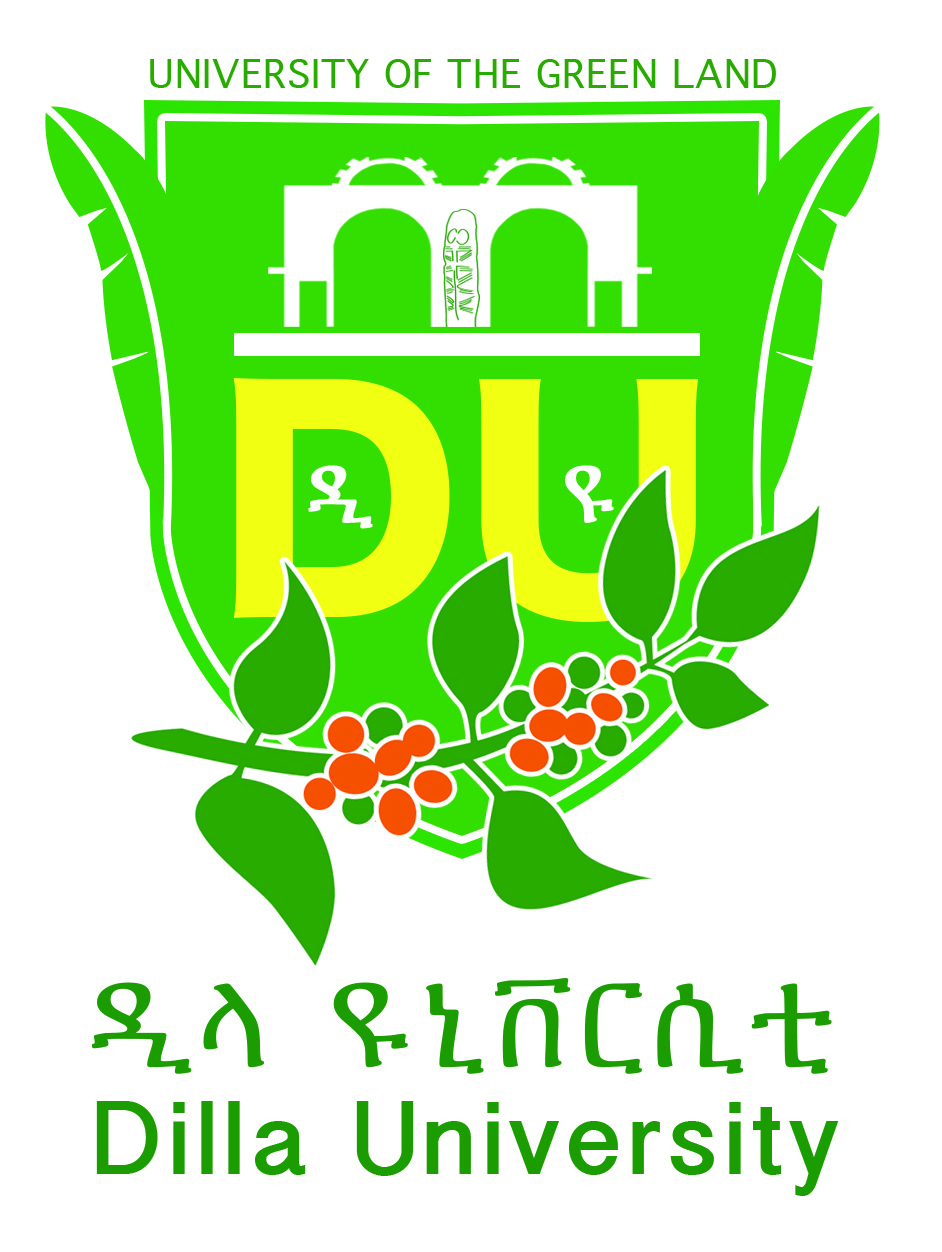 UNIVERSITY OF THE GREEN LAND
DU
ዲ ዩ
ዲላ ዩኒቨርሲቲ
Dilla University